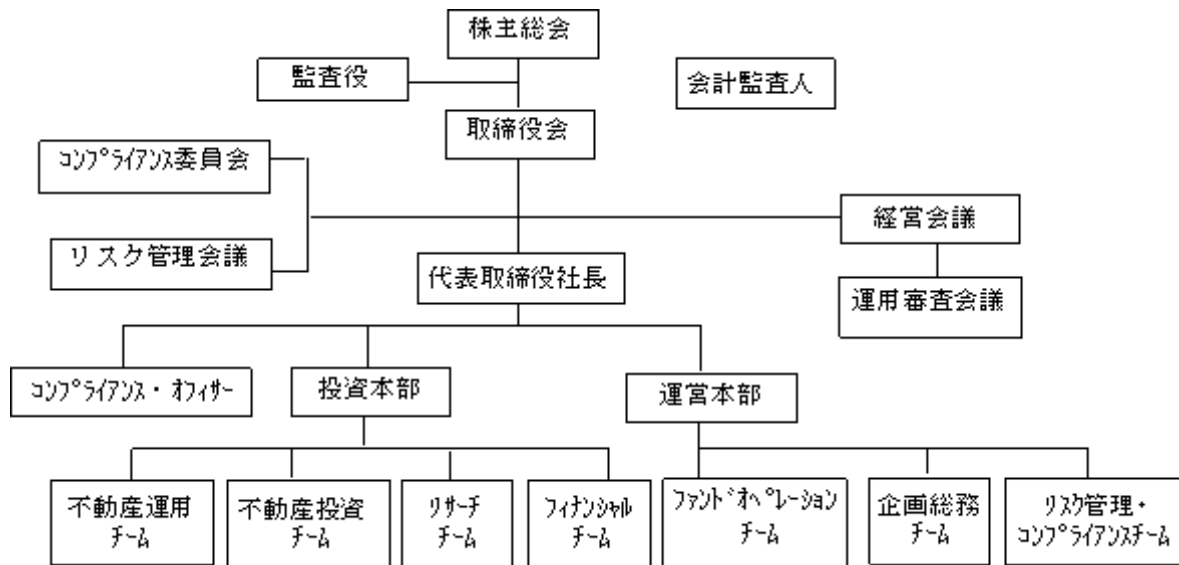 株主総会
監査役
会計監査人
取締役会
ｺﾝﾌﾟﾗｲｱﾝｽ委員会
経営会議
リスク管理会議
代表取締役社長
運用審査会議
ｺﾝﾌﾟﾗｲｱﾝｽ・ｵﾌｨｻｰ
投資本部
運営本部
不動産運用
ﾁｰﾑ
不動産投資
ﾁｰﾑ
ﾘｻｰﾁ
ﾁｰﾑ
ﾌｨﾅﾝｼｬﾙ
ﾁｰﾑ
ﾌｧﾝﾄﾞｵﾍﾟﾚｰｼｮﾝ
ﾁｰﾑ
企画総務
ﾁｰﾑ
ﾘｽｸ管理・
ｺﾝﾌﾟﾗｲｱﾝｽﾁｰﾑ